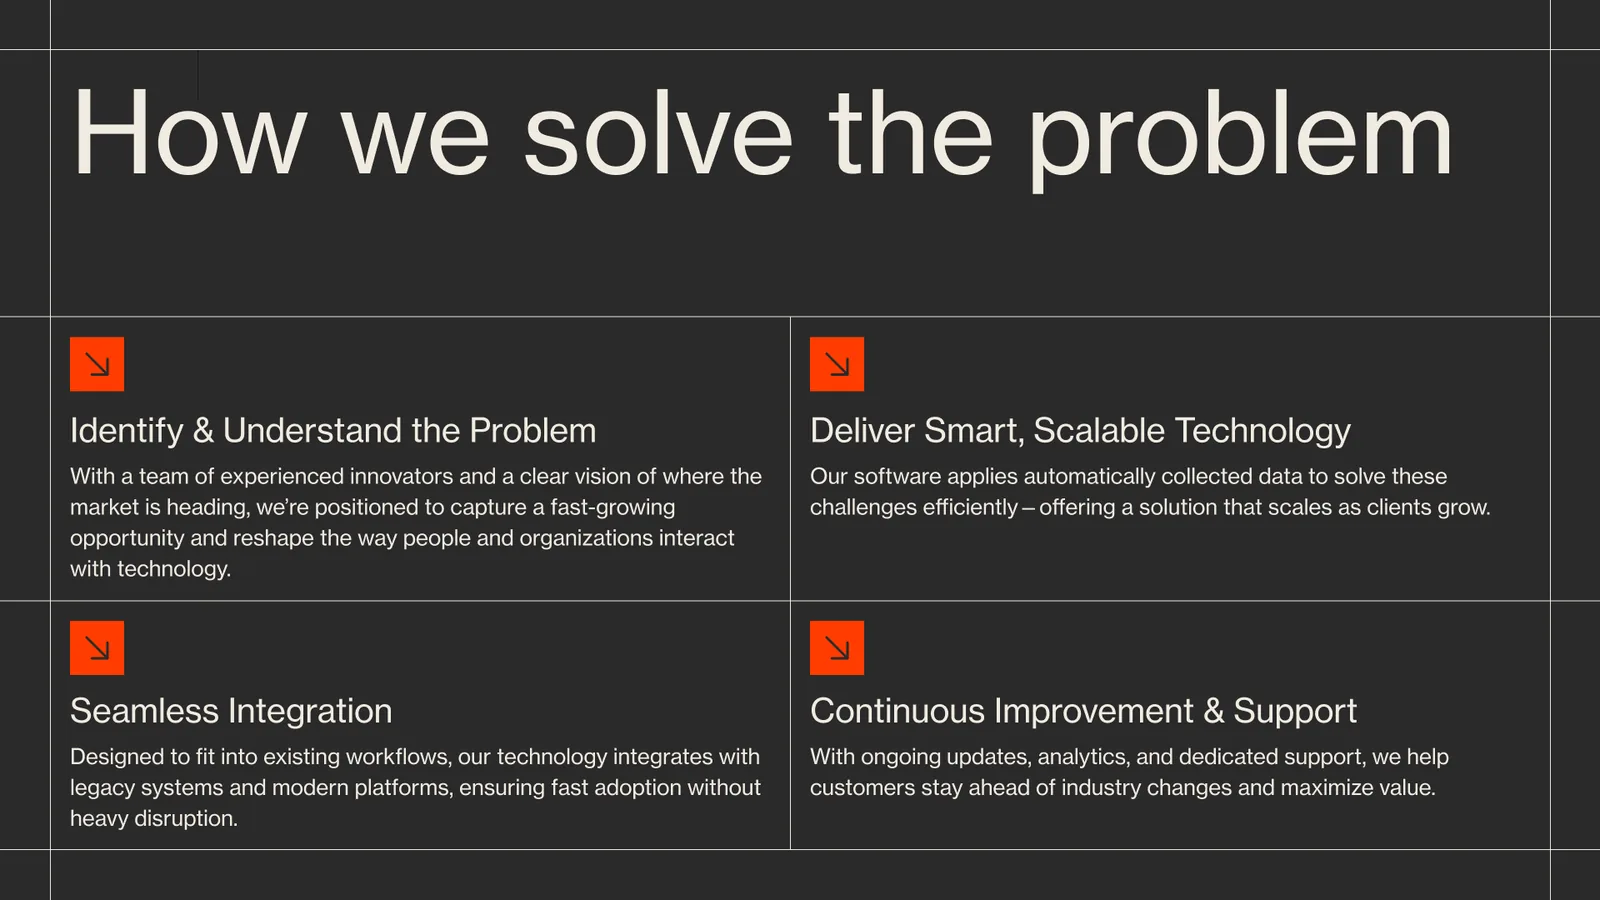 How we solve the problem
Identify & Understand the Problem
With a team of experienced innovators and a clear vision of where the
market is heading, we’re positioned to capture a fast-growing
opportunity and reshape the way people and organizations interact
with technology.
Deliver Smart, Scalable Technology
Our software applies automatically collected data to solve these
challenges efficiently – offering a solution that scales as clients grow.
Seamless Integration
Designed to fit into existing workflows, our technology integrates with
legacy systems and modern platforms, ensuring fast adoption without
heavy disruption.
Continuous Improvement & Support
With ongoing updates, analytics, and dedicated support, we help
customers stay ahead of industry changes and maximize value.